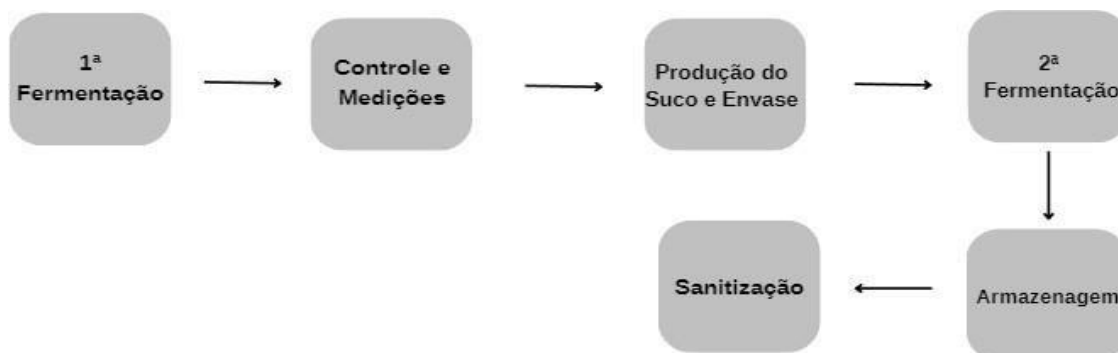 1ª
Fermentação
Controle e
Medições
Produção do
Suco e Envase
2ª
Fermentação
Armazenagem
Sanitização